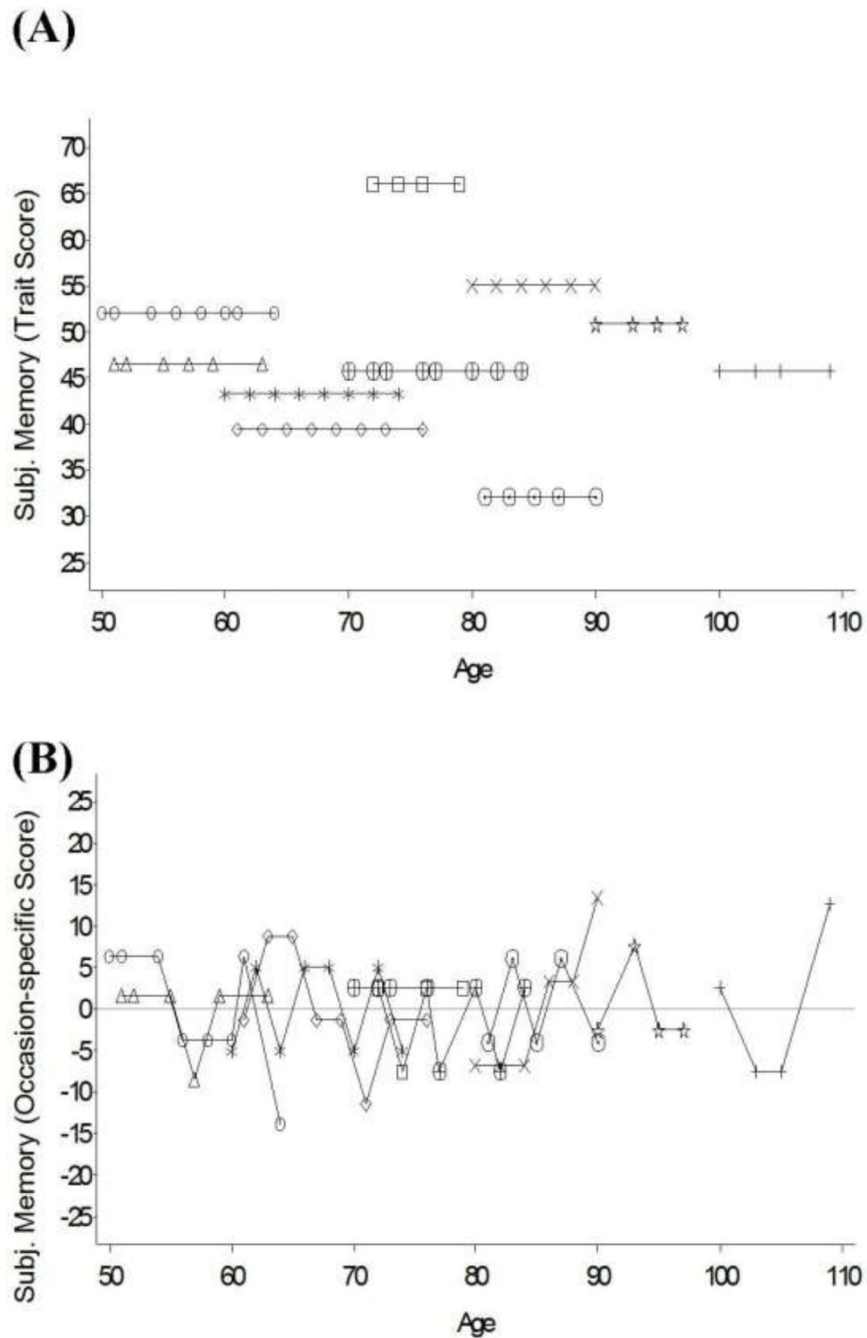 (A)
Subj. Memory (Trait Score)
70
65
60
55
50
45
40
35
30
25
50 60 70 80 90 100 110
Age
(B)
Subj. Memory (Occasion-specific Score)
25
20
15
10
5
0
-5
-10
-15
-20
-25
50 60 70 80 90 100 110
Age